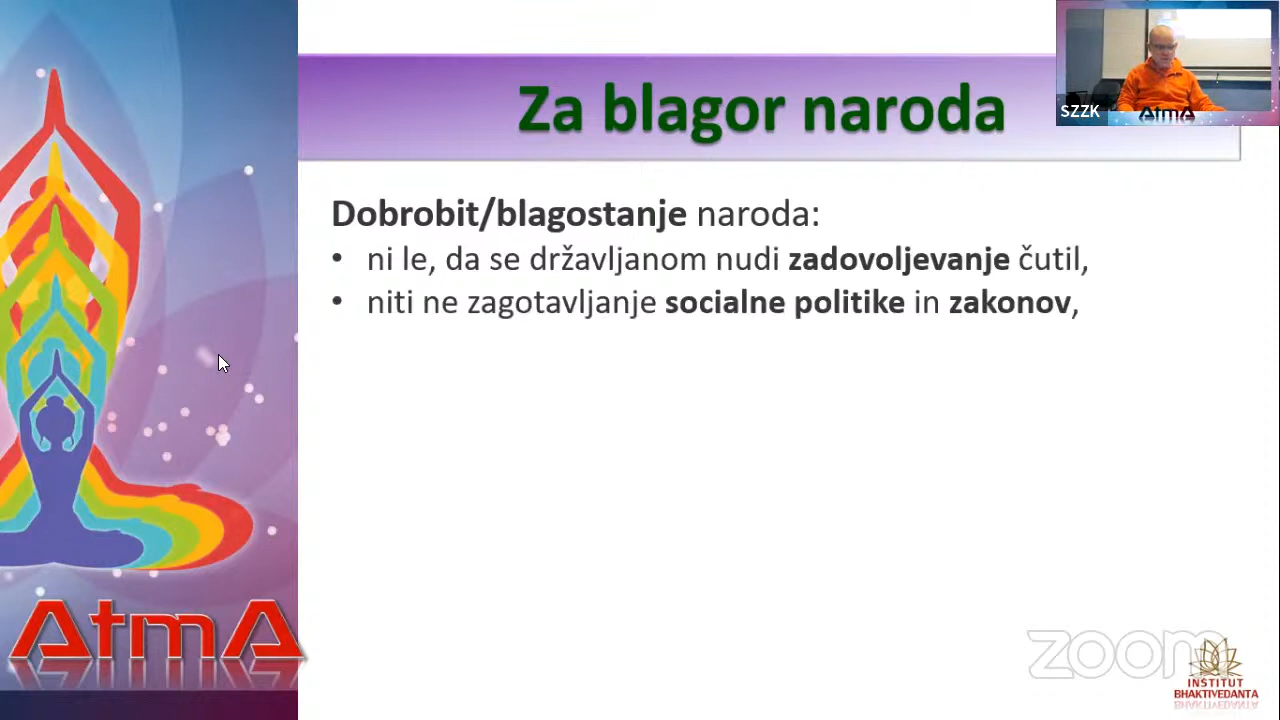 Za blagor naroda
SZZK
AtmA
Dobrobit/blagostanje naroda:
• ni le, da se državljanom nudi zadovoljevanje čutil,
• niti ne zagotavljanje socialne politike in zakonov,
AtmA
zoom
INŠTITUT
BHAKTIVEDANTA